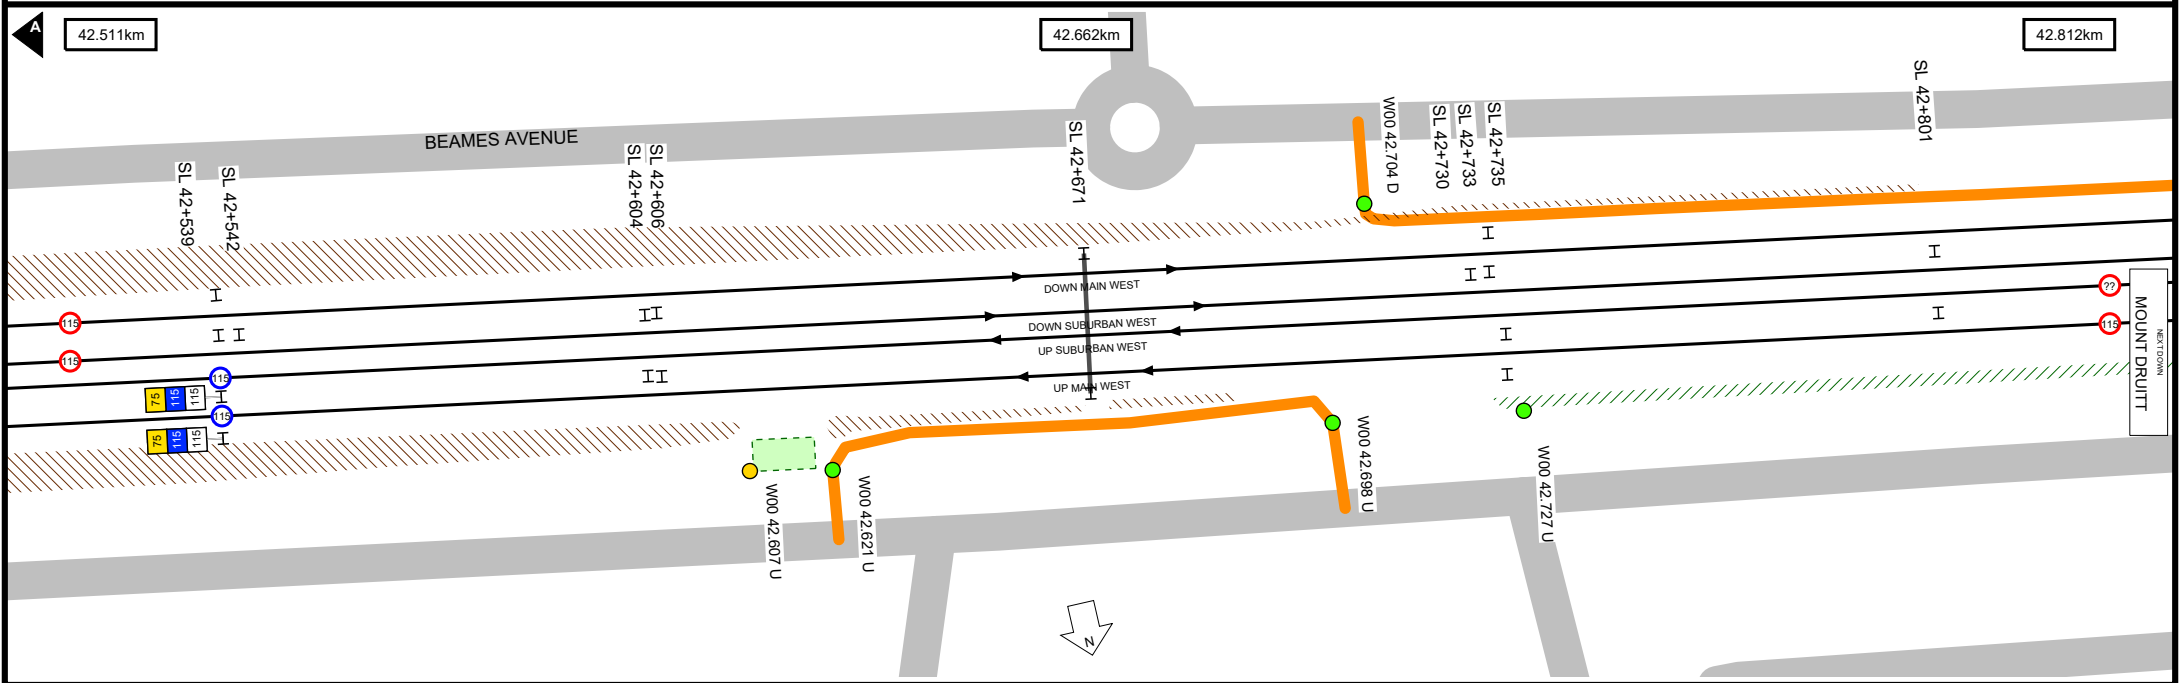 A
42.511km
42.662km
42.812km
BEAMES AVENUE
SL 42+539
SL 42+542
SL 42+604
SL 42+606
SL 42+671
W00 42.704 D
SL 42+730
SL 42+733
SL 42+735
SL 42+801
DOWN MAIN WEST
DOWN SUBURBAN WEST
UP SUBURBAN WEST
UP MAIN WEST
115
115
115
115
75 115 115
75 115 115
??
115
MOUNT DRUITT
NEXT DOWN
W00 42.607 U
W00 42.621 U
W00 42.698 U
W00 42.727 U
N